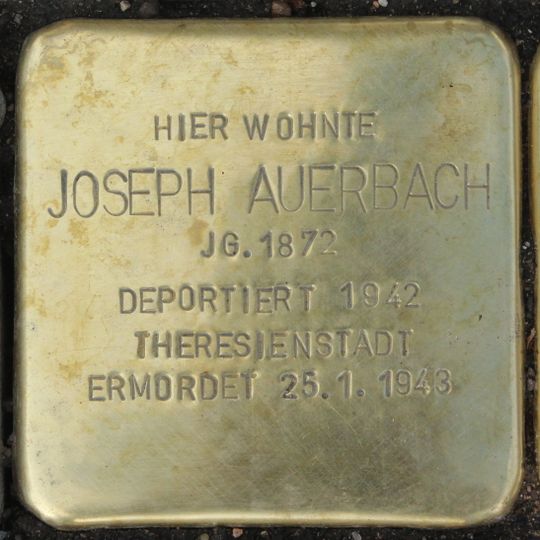 HIER WOHNTE
JOSEPH AUERBACH
JG. 1872
DEPORTIERT 1942
THERESIENSTADT
ERMORDET 25.1.1943